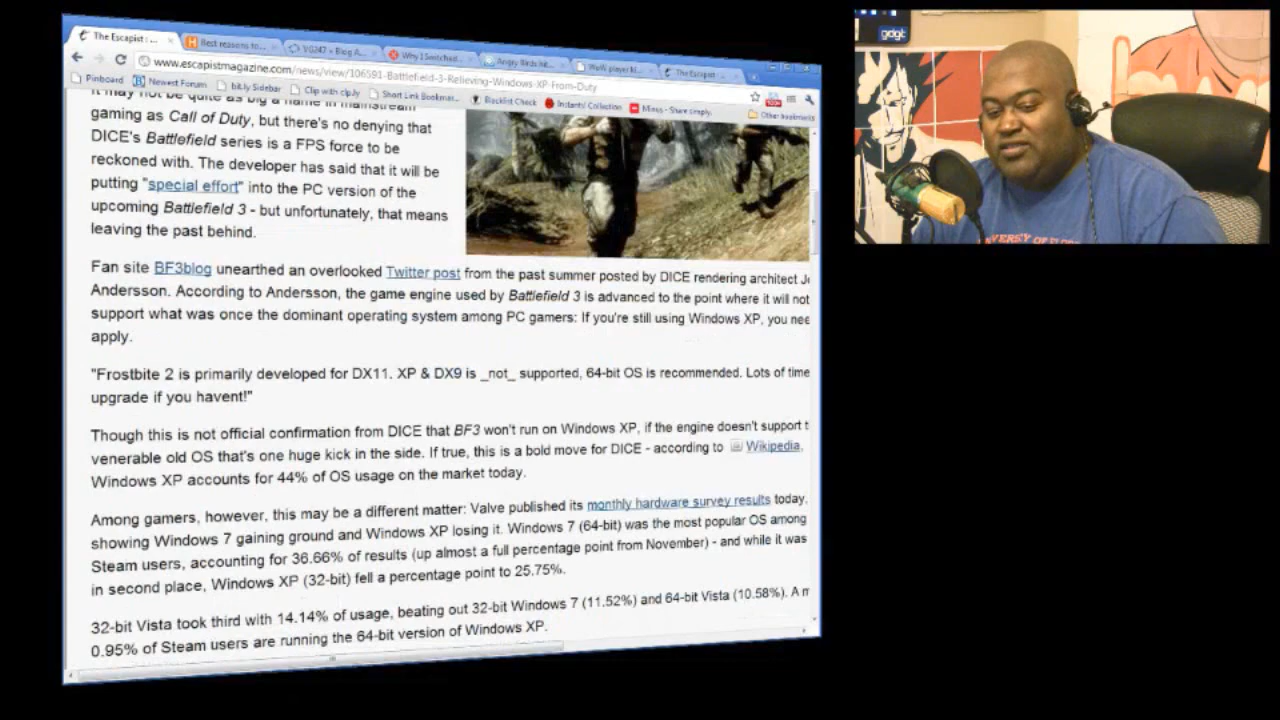 The Escapist : ...
Best reasons to...
VG247 » Blog A...
Why I Switched...
Angry Birds hit...
WoW player ki...
The Escapist ...
www.escapistmagazine.com/news/view/106591-Battlefield-3-Relieving-Windows-XP-From-Duty
Pinboard
Newest Forum
bit.ly Sidebar
Clip with clp.ly
Short Link Bookmar...
Blacklist Check
Instants! Collection
Minus - Share simply.
Other bookmarks
It may not be quite as big a name in mainstream
gaming as Call of Duty, but there's no denying that
DICE's Battlefield series is a FPS force to be
reckoned with. The developer has said that it will be
putting "special effort" into the PC version of the
upcoming Battlefield 3 - but unfortunately, that means
leaving the past behind.
Fan site BF3blog unearthed an overlooked Twitter post from the past summer posted by DICE rendering architect
Andersson. According to Andersson, the game engine used by Battlefield 3 is advanced to the point where it will not
support what was once the dominant operating system among PC gamers: If you're still using Windows XP, you nee
apply.
"Frostbite 2 is primarily developed for DX11. XP & DX9 is _not_ supported, 64-bit OS is recommended. Lots of time
upgrade if you havent!"
Though this is not official confirmation from DICE that BF3 won't run on Windows XP, if the engine doesn't support t
venerable old OS that's one huge kick in the side. If true, this is a bold move for DICE - according to Wikipedia,
Windows XP accounts for 44% of OS usage on the market today.
Among gamers, however, this may be a different matter: Valve published its monthly hardware survey results today.
showing Windows 7 gaining ground and Windows XP losing it. Windows 7 (64-bit) was the most popular OS among
Steam users, accounting for 36.66% of results (up almost a full percentage point from November) - and while it was
in second place, Windows XP (32-bit) fell a percentage point to 25.75%.
32-bit Vista took third with 14.14% of usage, beating out 32-bit Windows 7 (11.52%) and 64-bit Vista (10.58%). A m
0.95% of Steam users are running the 64-bit version of Windows XP.
gdgt